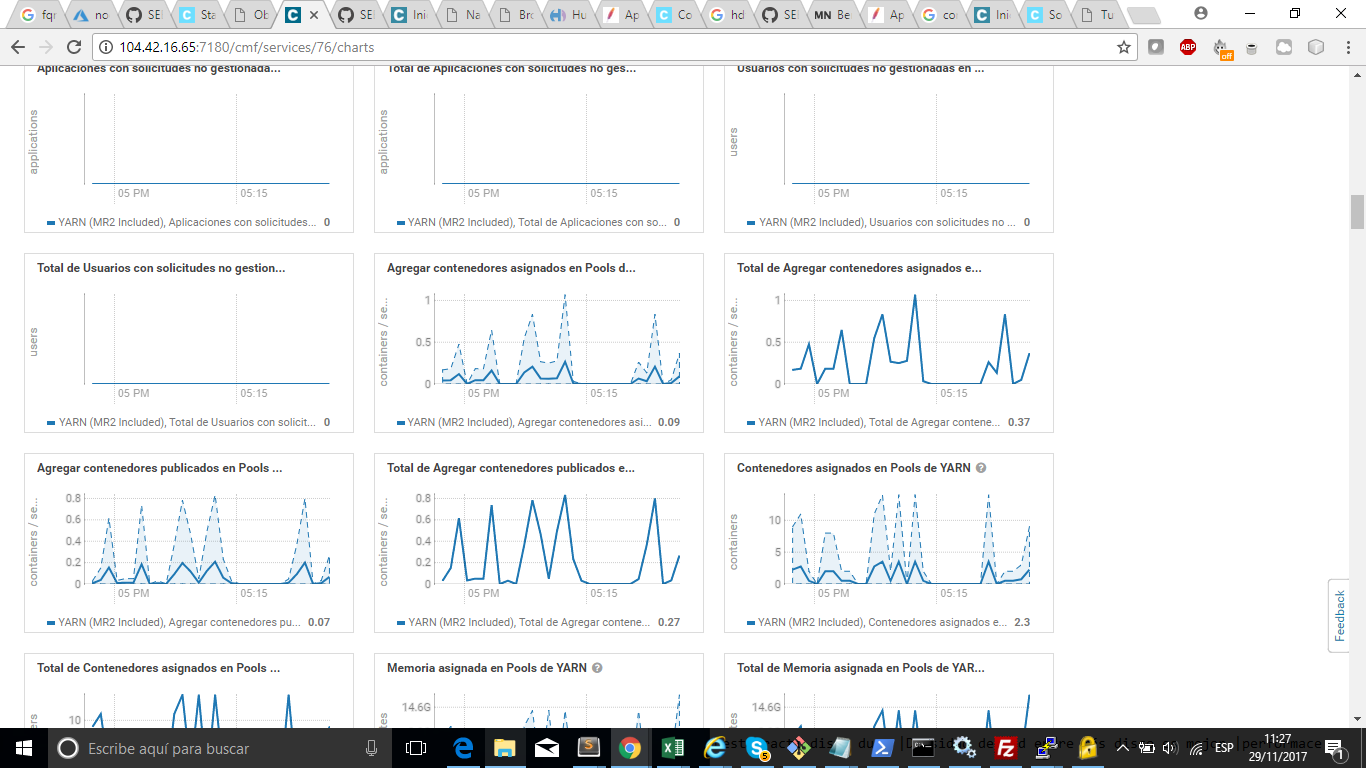 fqn
no
SE
Sta
Ob
SE
Inic
Na
Bro
Hu
Ap
Co
hd
SE
MN Be
Ap
co
Inic
So
Tu
104.42.16.65:7180/cmf/services/76/charts
ABP
off
Aplicaciones con solicitudes no gestionada...
Total de Aplicaciones con solicitudes no ges...
Usuarios con solicitudes no gestionadas en ...
applications
05 PM
05:15
YARN (MR2 Included), Aplicaciones con solicitudes... 0
applications
05 PM
05:15
YARN (MR2 Included), Total de Aplicaciones con so... 0
users
05 PM
05:15
YARN (MR2 Included), Usuarios con solicitudes no ... 0
Total de Usuarios con solicitudes no gestion...
users
05 PM
05:15
YARN (MR2 Included), Total de Usuarios con solicit... 0
Agregar contenedores asignados en Pools d...
containers / se...
1
0.5
0
05 PM
05:15
YARN (MR2 Included), Agregar contenedores asi... 0.09
Total de Agregar contenedores asignados e...
containers / se...
1
0.5
0
05 PM
05:15
YARN (MR2 Included), Total de Agregar contene... 0.37
Agregar contenedores publicados en Pools ...
containers / se...
0.8
0.6
0.4
0.2
0
05 PM
05:15
YARN (MR2 Included), Agregar contenedores pu... 0.07
Total de Agregar contenedores publicados e...
containers / se...
0.8
0.6
0.4
0.2
0
05 PM
05:15
YARN (MR2 Included), Total de Agregar contene... 0.27
Contenedores asignados en Pools de YARN ?
containers
10
5
0
05 PM
05:15
YARN (MR2 Included), Contenedores asignados e... 2.3
Feedback
Total de Contenedores asignados en Pools ...
10
Memoria asignada en Pools de YARN ?
14.6G
Total de Memoria asignada en Pools de YAR...
14.6G
Escribe aquí para buscar
5
ESP
11:27
29/11/2017
1